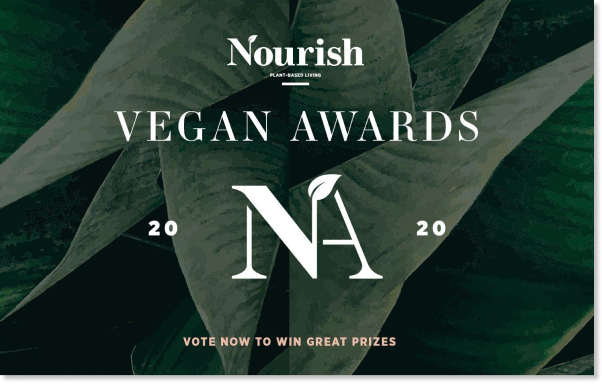 Nourish
PLANT-BASED LIVING
VEGAN AWARDS
20 NA 20
VOTE NOW TO WIN GREAT PRIZES